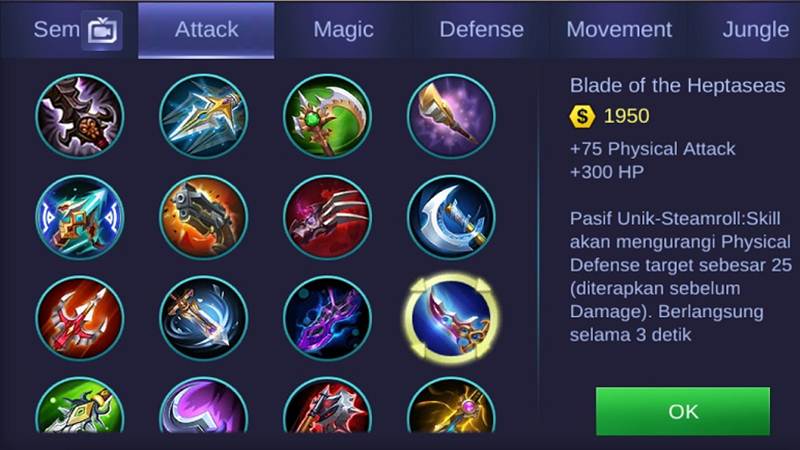 Sem
Attack
Magic
Defense
Movement
Jungle
Blade of the Heptaseas
1950
+75 Physical Attack
+300 HP
Pasif Unik-Steamroll:Skill
akan mengurangi Physical
Defense target sebesar 25
(diterapkan sebelum
Damage). Berlangsung
selama 3 detik
OK